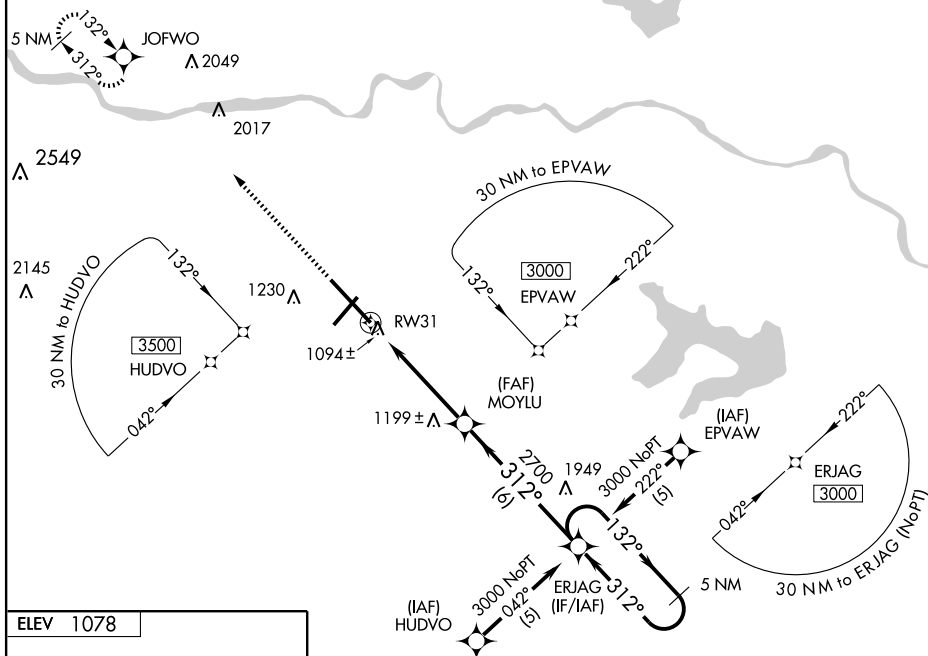 5 NM
132°
312°
JOFWO
2049
2017
2549
2145
30 NM to HUDVO
132°
3500
HUDVO
042°
1230
1094±
RW31
30 NM to EPVAW
132°
3000
EPVAW
222°
(FAF)
MOYLU
1199±
2700
312°
(6)
1949
(IAF)
EPVAW
3000 NoPT
222°
(5)
132°
312°
5 NM
ERJAG
(IF/IAF)
3000 NoPT
042°
(5)
(IAF)
HUDVO
222°
ERJAG
3000
042°
30 NM to ERJAG (NoPT)
ELEV 1078